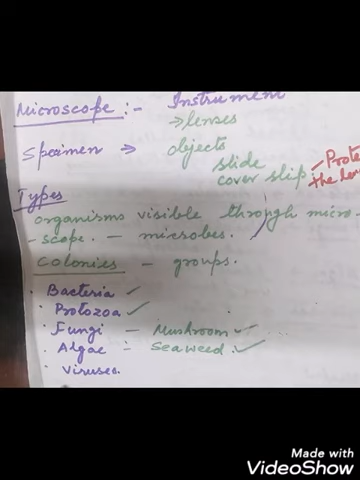 Microscope :- Instrument
→ lenses
Specimen → objects
slide
cover slip - Prote
the len
Types
organisms visible through micro-
-scope. - microbes.
Colonies - groups.
• Bacteria ✓
• Protozoa ✓
• Fungi - Mushroom ✓
• Algae - Seaweed ✓
• Viruses.
Made with
VideoShow